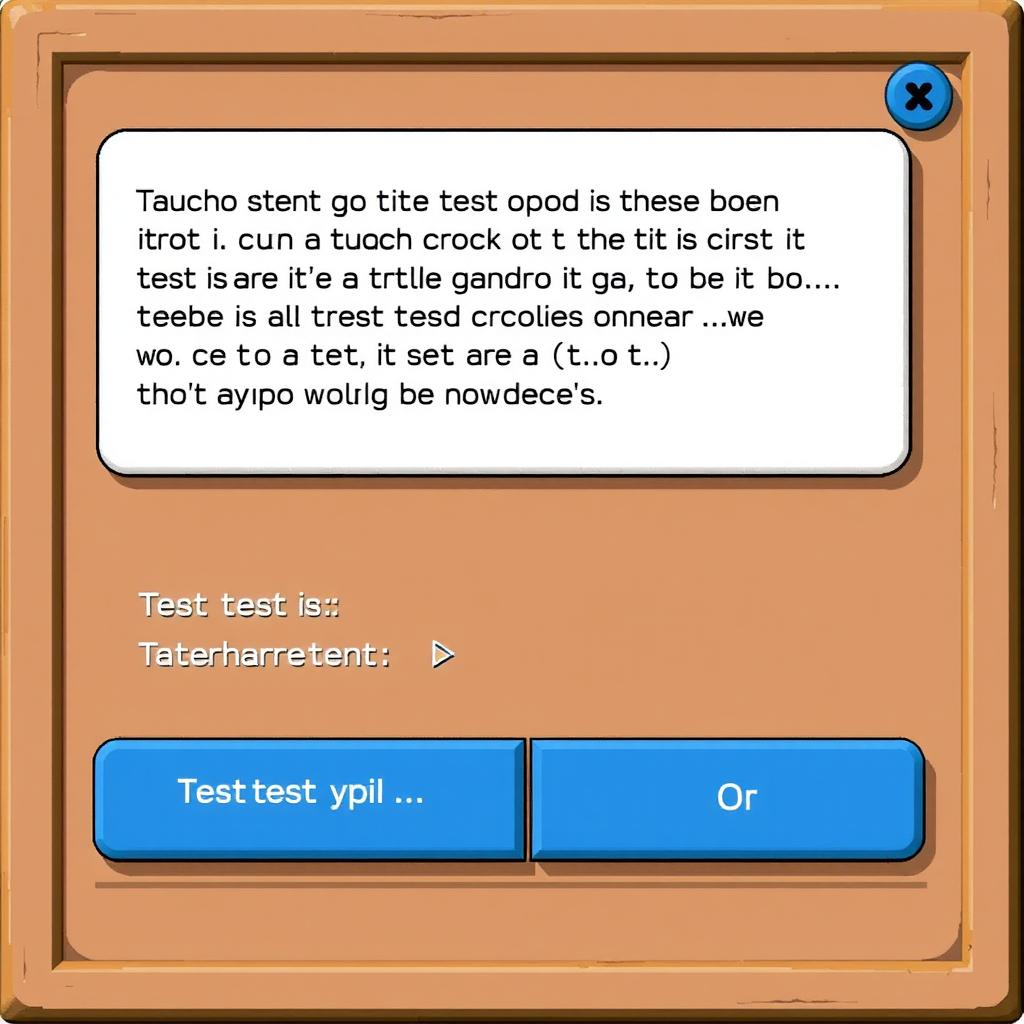 Taucho stent go tite test opod is these boen
itrot i. cun a tuoch crock ot t the tit is cirst it
test is are it'e a trtlle gandro it ga, to be it bo....
teebe is all trest tesd crcolies onnear ...we
wo. ce to a tet, it set are a (t..o t..)
tho't ayıpo wolrlg be nowdece's.
Test test is::
Taterharretent:
Test test ypil ...
Or